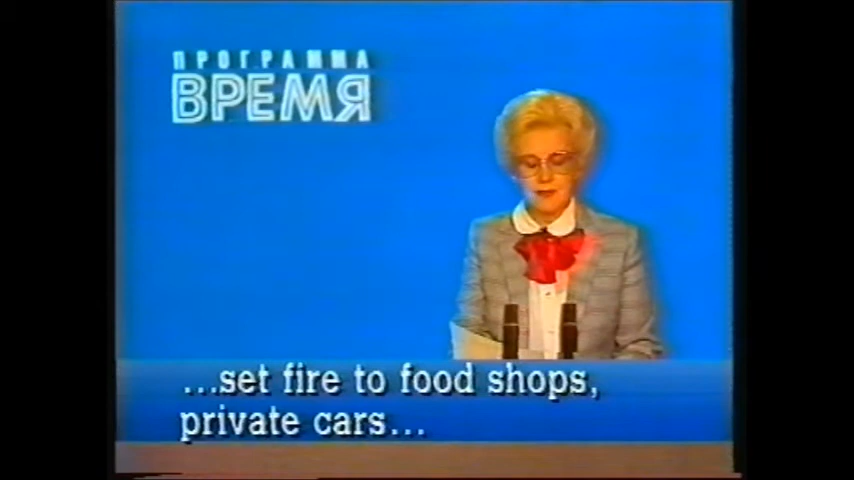 ПРОГРАММА
ВРЕМЯ
...set fire to food shops,
private cars...